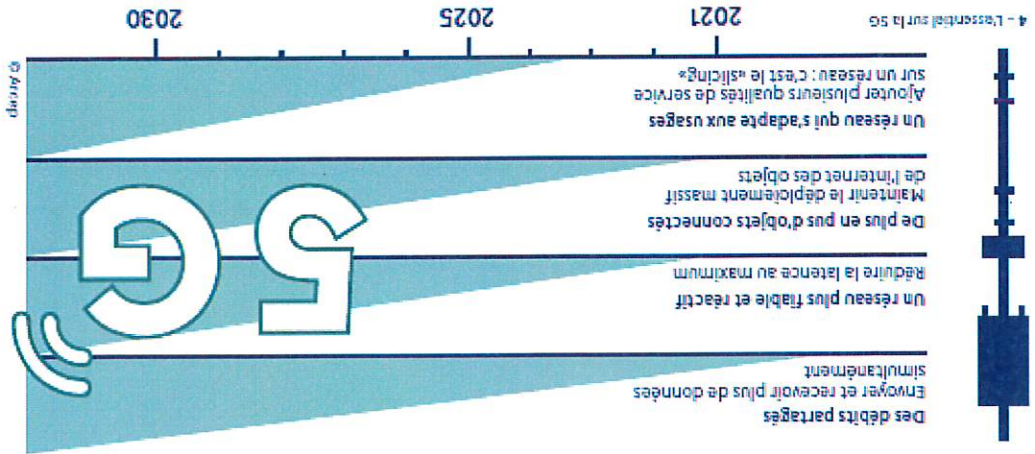 Des débits partagés
Envoyer et recevoir plus de données
simultanément
Un réseau plus fiable et réactif
Réduire la latence au maximum
De plus en pus d'objets connectés
Maintenir le déplciement massif
de l'internet des objets
Un réseau qui s'adapte aux usages
Ajouter plusieurs qualités de service
sur un réseau : c'est le «slicing»
5G
2021 2025 2030
© Arcep
4 – L'essential sur la 5G